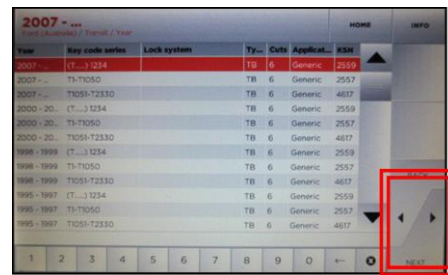 2007 - ...
Ford (Australia) / Transit / Year
HOME
INFO
Year Key code series Lock system Ty... Cuts Applicat... KSN
2007 - ... (T.....) 1234 TB 6 Generic 2559
2007 - ... T1-T1050 TB 6 Generic 2557
2007 - ... T1051-T2330 TB 6 Generic 4617
2000 - 20... (T.....) 1234 TB 6 Generic 2559
2000 - 20... T1-T1050 TB 6 Generic 2557
2000 - 20... T1051-T2330 TB 6 Generic 4617
1998 - 1999 (T.....) 1234 TB 6 Generic 2559
1998 - 1999 T1-T1050 TB 6 Generic 2557
1998 - 1999 T1051-T2330 TB 6 Generic 4617
1995 - 1997 (T.....) 1234 TB 6 Generic 2559
1995 - 1997 T1-T1050 TB 6 Generic 2557
1995 - 1997 T1051-T2330 TB 6 Generic 4617
BACK
1 2 3 4 5 6 7 8 9 0
NEXT